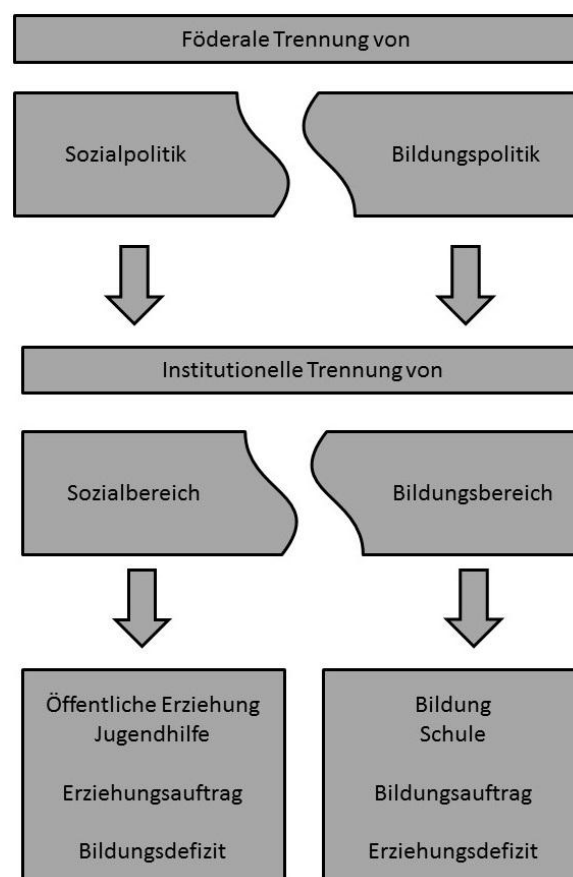 Föderale Trennung von
Sozialpolitik
Bildungspolitik
Institutionelle Trennung von
Sozialbereich
Bildungsbereich
Öffentliche Erziehung
Jugendhilfe
Erziehungsauftrag
Bildungsdefizit
Bildung
Schule
Bildungsauftrag
Erziehungsdefizit